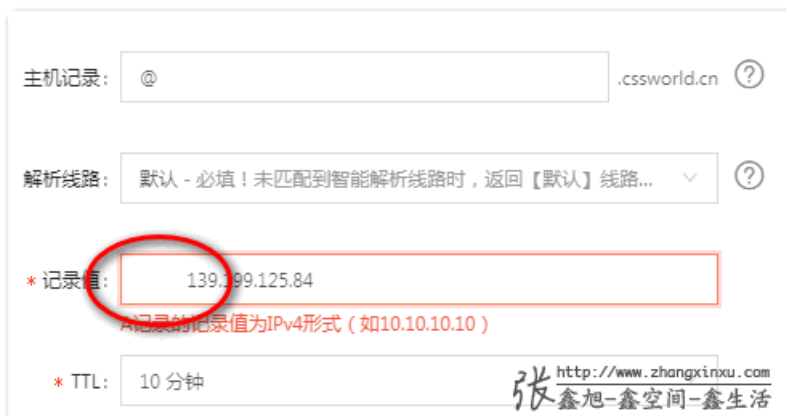 主机记录: @ .cssworld.cn ?
解析线路: 默认 - 必填！未匹配到智能解析线路时，返回【默认】线路... ?
* 记录值: 139.199.125.84
A记录的记录值为IPv4形式（如10.10.10.10）
* TTL: 10 分钟
张 http://www.zhangxinxu.com
鑫旭-鑫空间-鑫生活